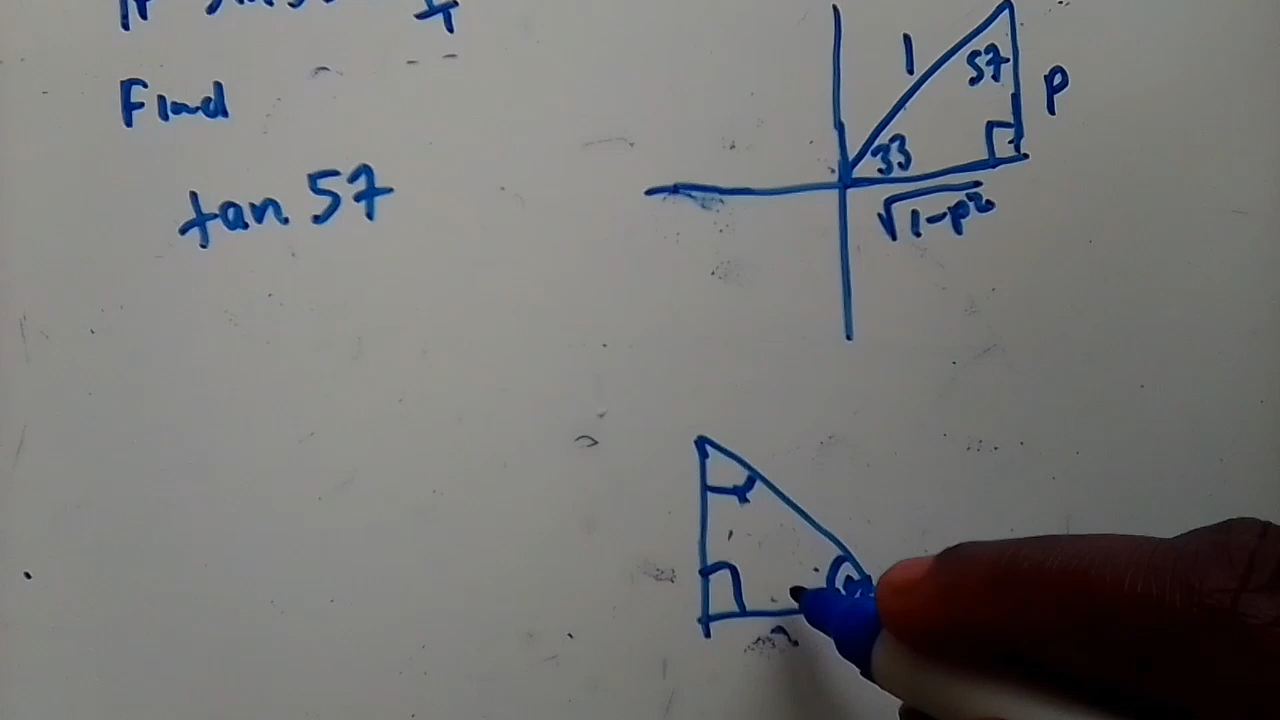 Find
tan 57
1
57
P
33
√1-p²